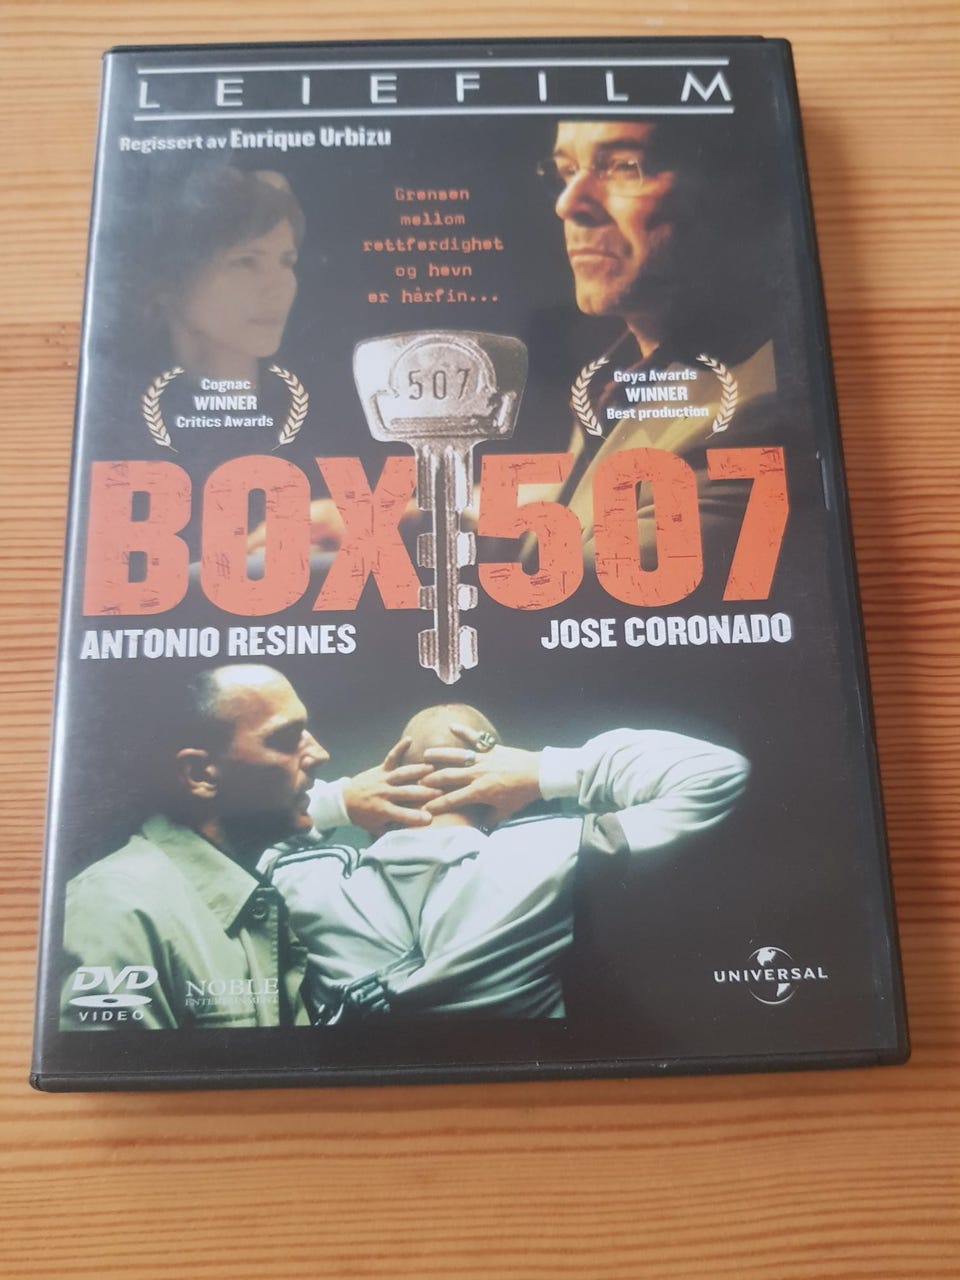 LEIEFILM
Regissert av Enrique Urbizu
Grensen
mellom
rettferdighet
og hevn
er hårfin...
507
Cognac
WINNER
Critics Awards
Goya Awards
WINNER
Best production
BOX 507
ANTONIO RESINES
JOSE CORONADO
DVD
VIDEO
NOBLE
ENTERTAINMENT
UNIVERSAL